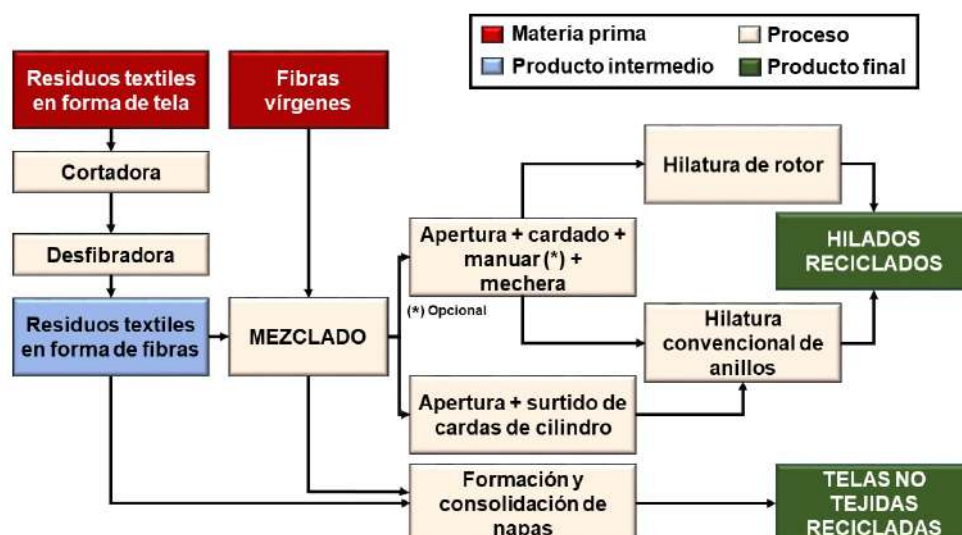 Materia prima
Proceso
Producto intermedio
Producto final
Residuos textiles
en forma de tela
Fibras
vírgenes
Cortadora
Desfibradora
Residuos textiles
en forma de fibras
MEZCLADO
Apertura + cardado +
manuar (*) +
mechera
(*) Opcional
Apertura + surtido de
cardas de cilindro
Hilatura de rotor
Hilatura
convencional de
anillos
HILADOS
RECICLADOS
Formación y
consolidación de
napas
TELAS NO
TEJIDAS
RECICLADAS